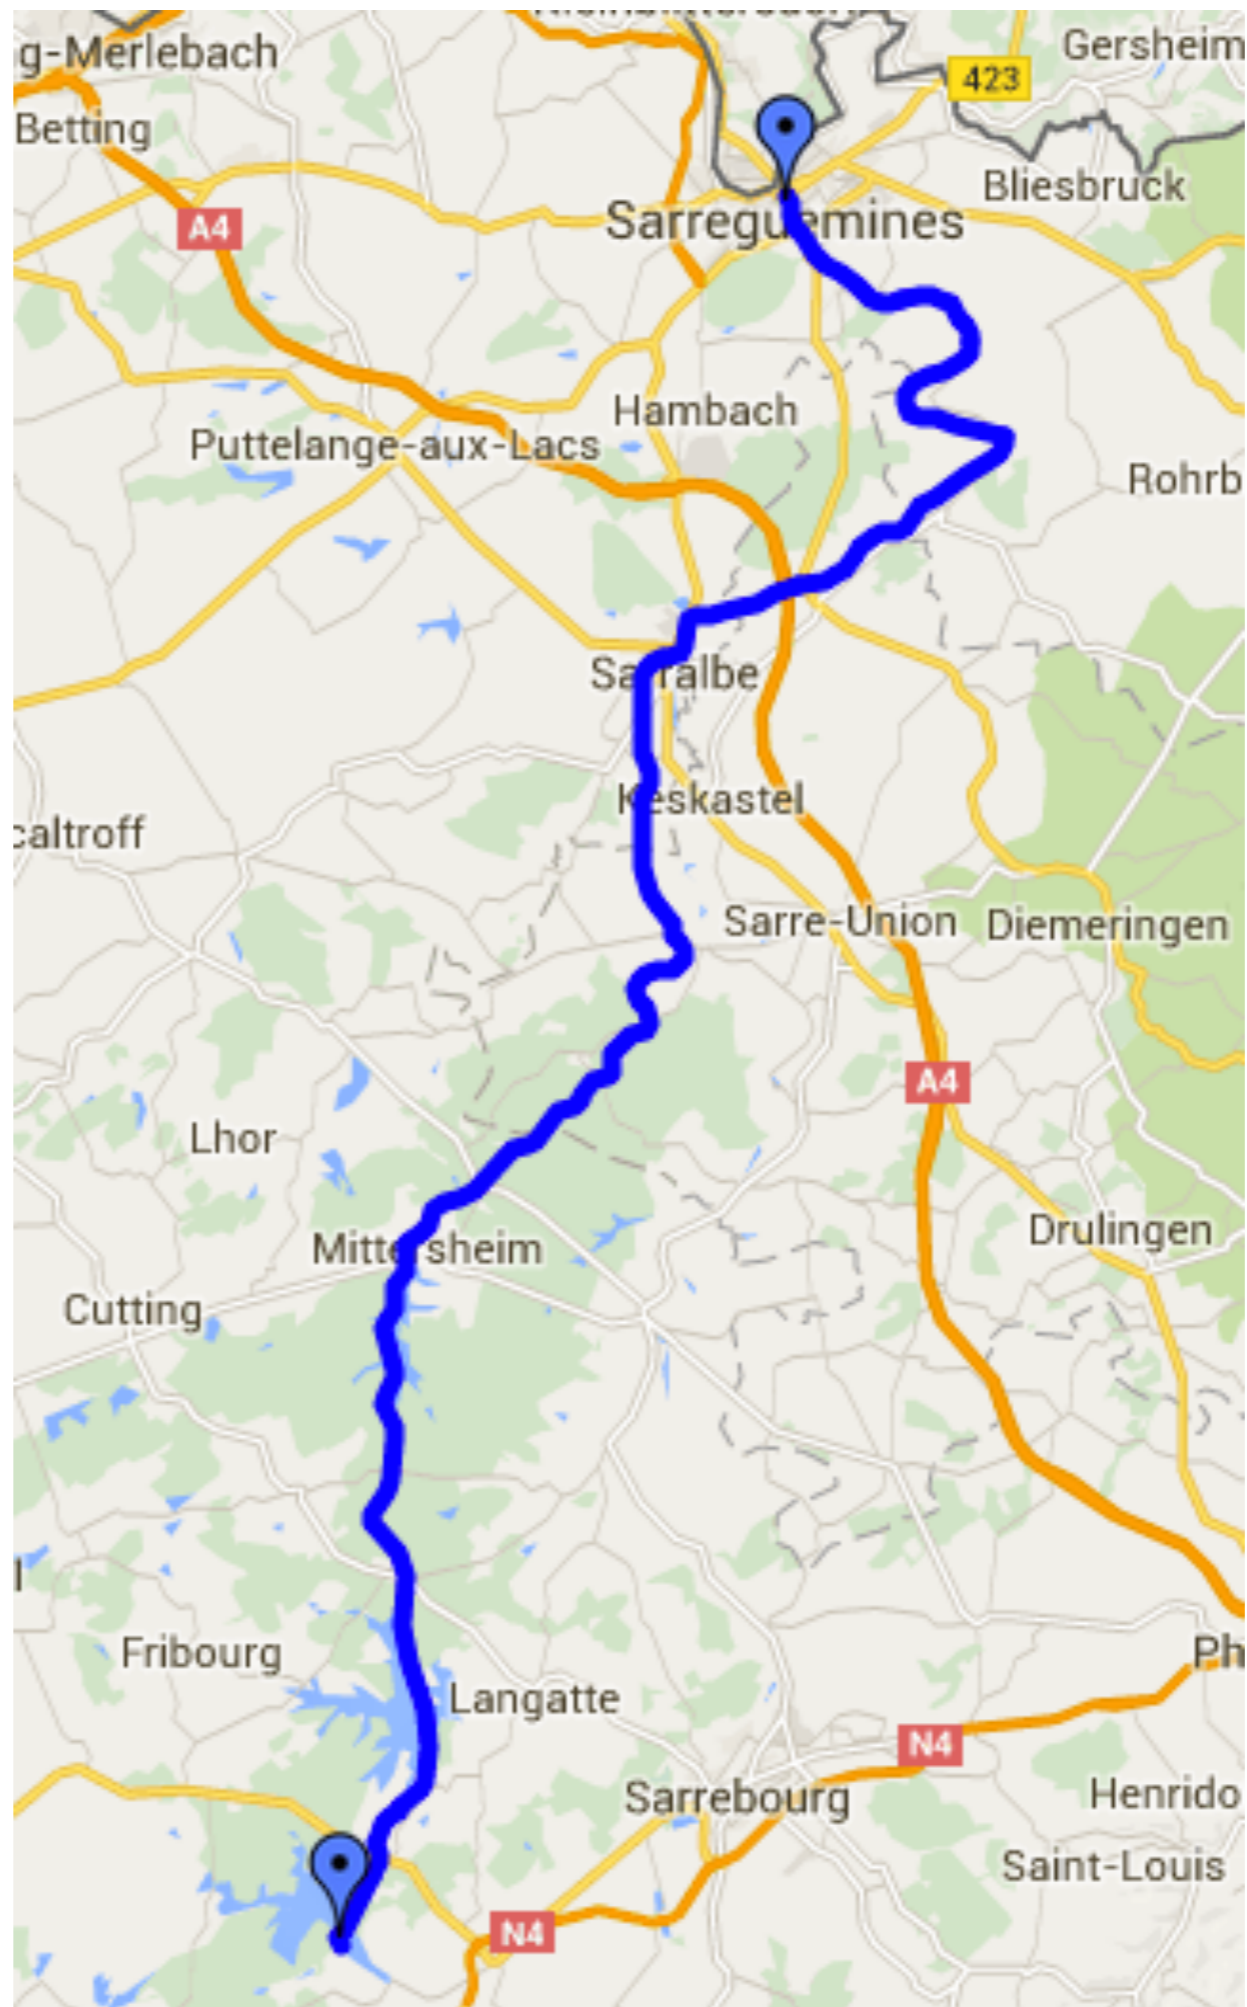 g-Merlebach
Gersheim
423
Betting
Bliesbruck
A4
Sarreguemines
Hambach
Puttelange-aux-Lacs
Rohrb
Sarralbe
Keskastel
caltroff
Sarre-Union
Diemeringen
A4
Lhor
Drulingen
Mittersheim
Cutting
l
Fribourg
Ph
Langatte
N4
Henrido
Sarrebourg
Saint-Louis
N4